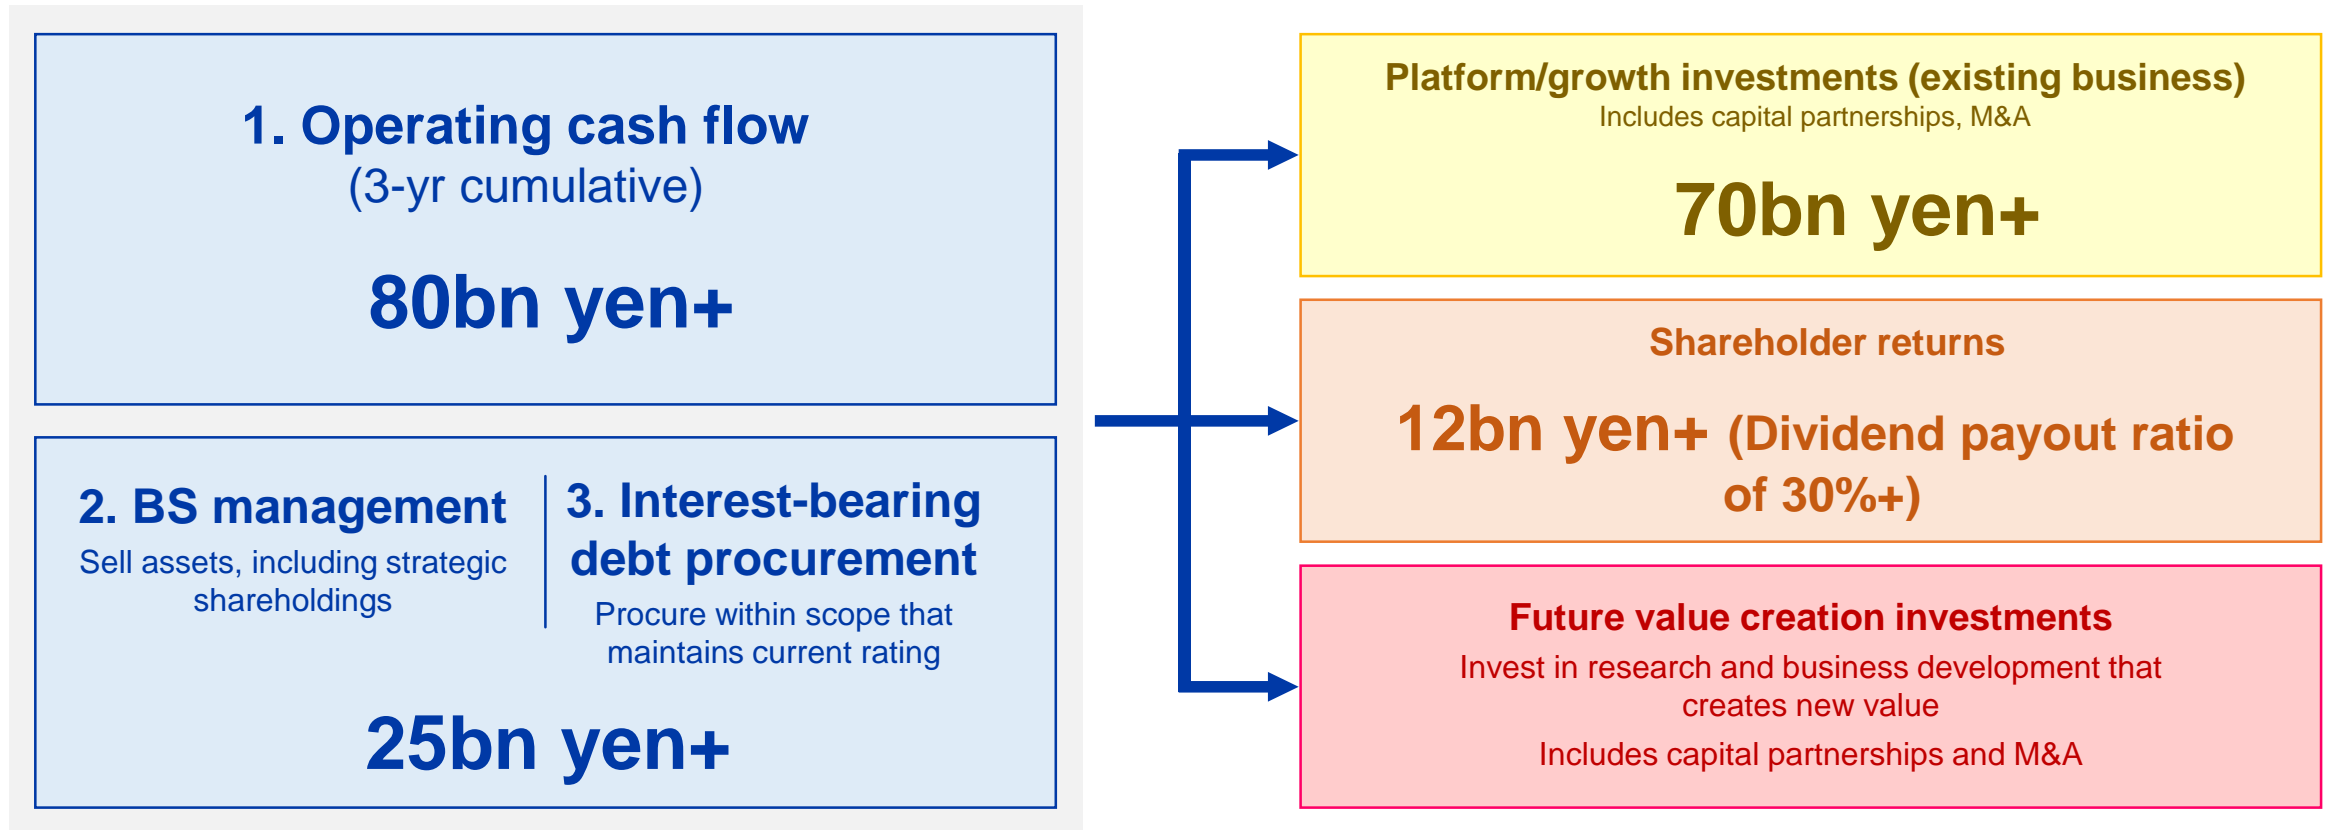 1. Operating cash flow
(3-yr cumulative)
80bn yen+
2. BS management
Sell assets, including strategic
shareholdings
3. Interest-bearing
debt procurement
Procure within scope that
maintains current rating
25bn yen+
Platform/growth investments (existing business)
Includes capital partnerships, M&A
70bn yen+
Shareholder returns
12bn yen+ (Dividend payout ratio
of 30%+)
Future value creation investments
Invest in research and business development that
creates new value
Includes capital partnerships and M&A